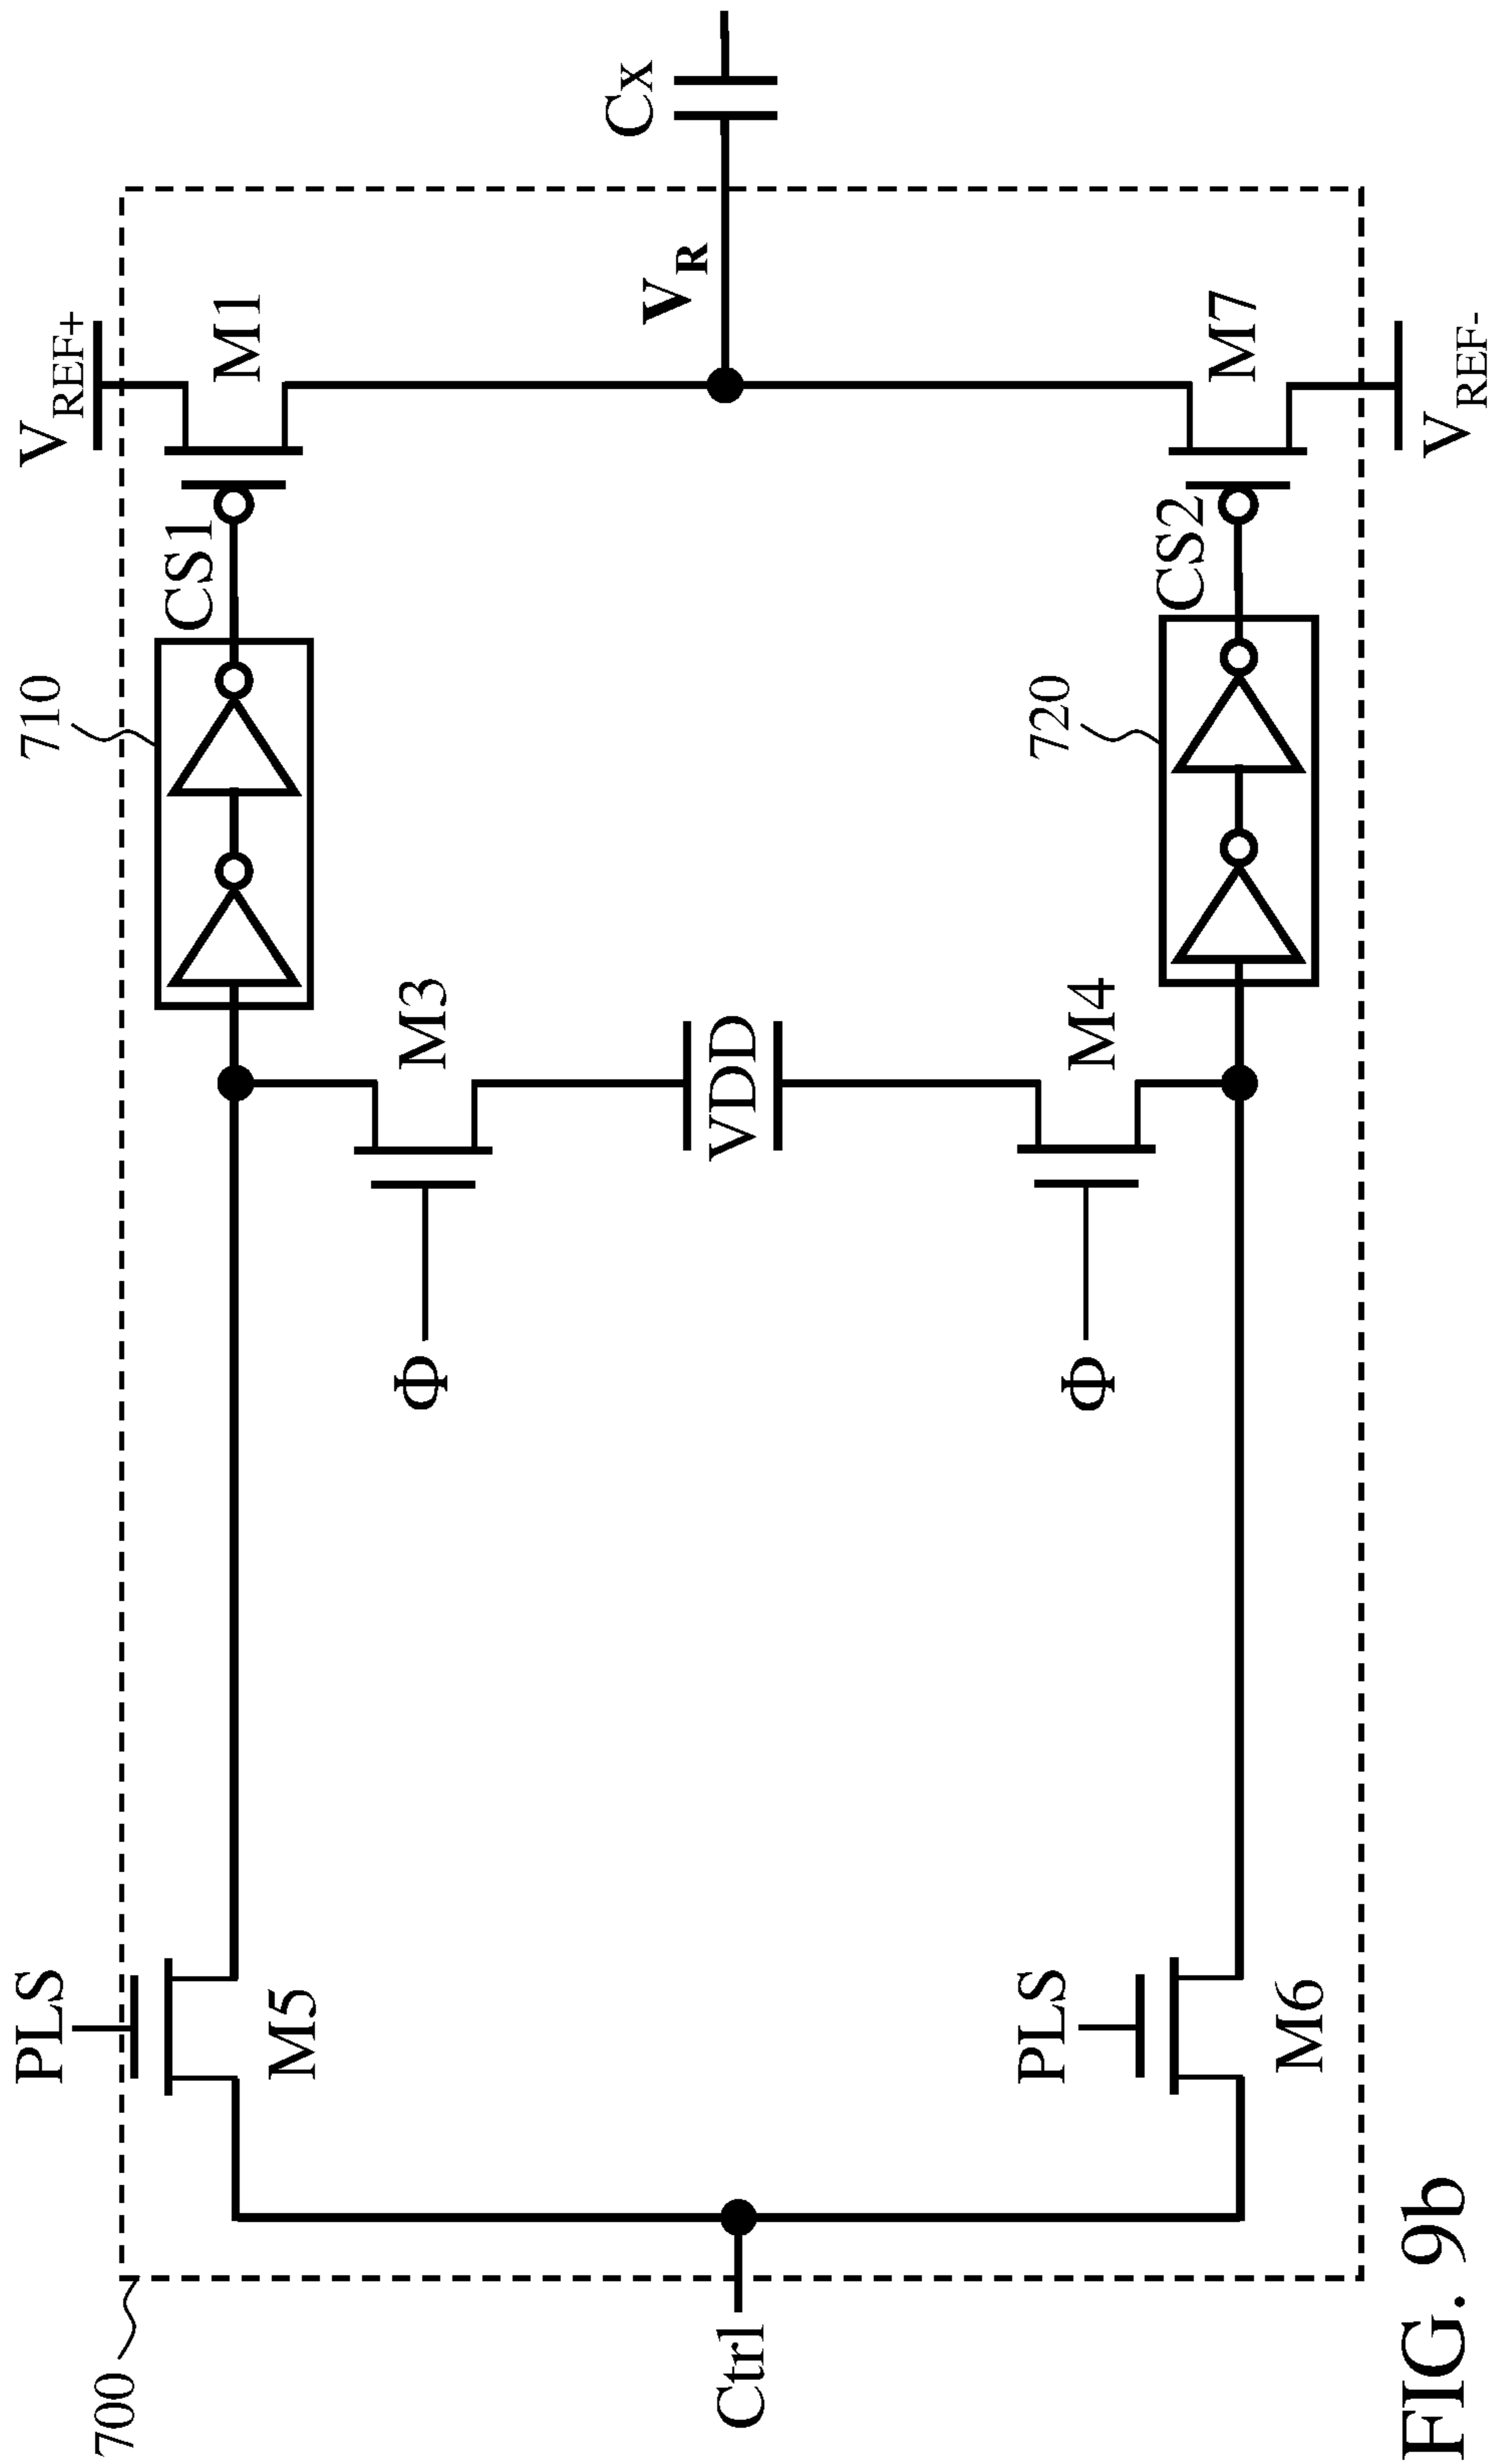 700
PLS
M5
710
CS1
V_REF+
M1
Φ
M3
Ctrl
VDD
V_R
Cx
Φ
M4
PLS
M6
720
CS2
M7
V_REF-
FIG. 9b